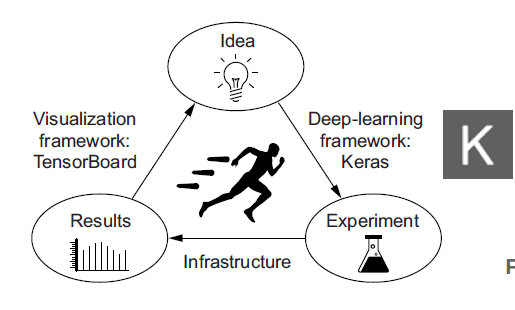 Idea
Visualization
framework:
TensorBoard
Deep-learning
framework:
Keras
K
Results
Experiment
Infrastructure
F